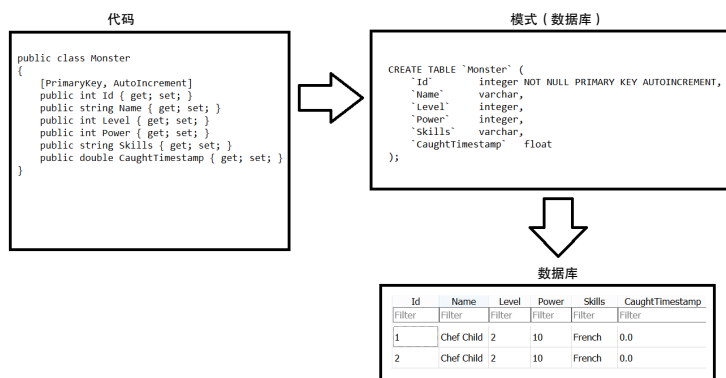 代码
public class Monster
{
[PrimaryKey, AutoIncrement]
public int Id { get; set; }
public string Name { get; set; }
public int Level { get; set; }
public int Power { get; set; }
public string Skills { get; set; }
public double CaughtTimestamp { get; set; }
}
模式（数据库）
CREATE TABLE `Monster` (
`Id` integer NOT NULL PRIMARY KEY AUTOINCREMENT,
`Name` varchar,
`Level` integer,
`Power` integer,
`Skills` varchar,
`CaughtTimestamp` float
);
数据库
Id Name Level Power Skills CaughtTimestamp
Filter Filter Filter Filter Filter Filter
1 Chef Child 2 10 French 0.0
2 Chef Child 2 10 French 0.0